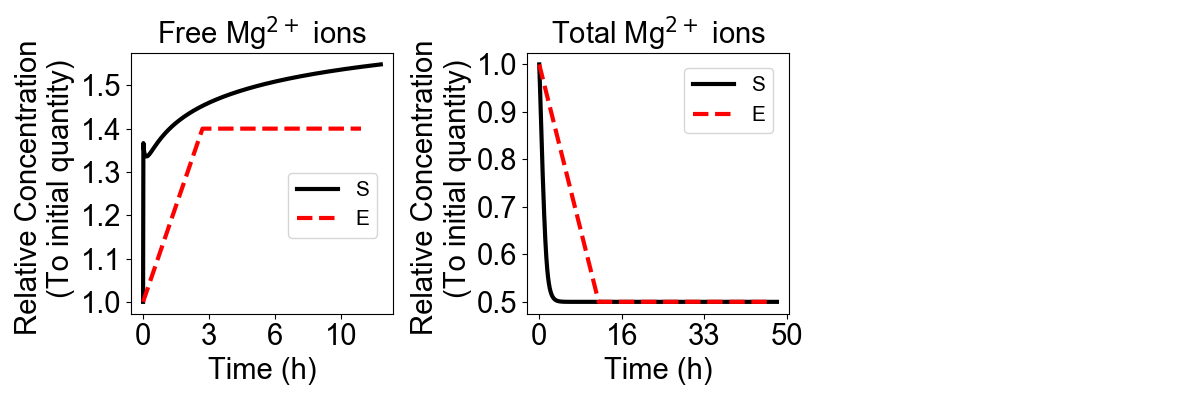 Free Mg²⁺ ions
Relative Concentration
(To initial quantity)
1.5
1.4
1.3
1.2
1.1
1.0
S
E
0 3 6 10
Time (h)
Total Mg²⁺ ions
Relative Concentration
(To initial quantity)
1.0
0.9
0.8
0.7
0.6
0.5
S
E
0 16 33 50
Time (h)